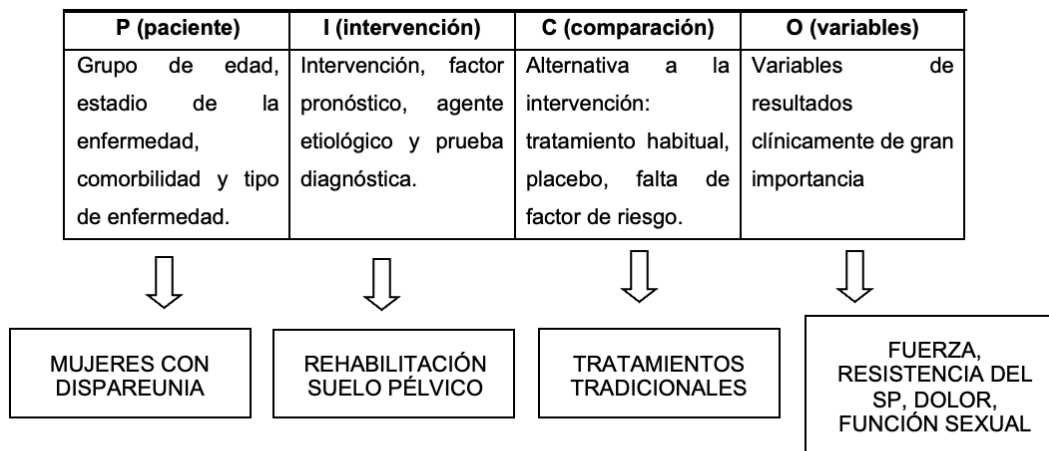 P (paciente)
I (intervención)
C (comparación)
O (variables)
Grupo de edad,
estadio de la
enfermedad,
comorbilidad y tipo
de enfermedad.
Intervención, factor
pronóstico, agente
etiológico y prueba
diagnóstica.
Alternativa a la
intervención:
tratamiento habitual,
placebo, falta de
factor de riesgo.
Variables de
resultados
clínicamente de gran
importancia
MUJERES CON
DISPAREUNIA
REHABILITACIÓN
SUELO PÉLVICO
TRATAMIENTOS
TRADICIONALES
FUERZA,
RESISTENCIA DEL
SP, DOLOR,
FUNCIÓN SEXUAL